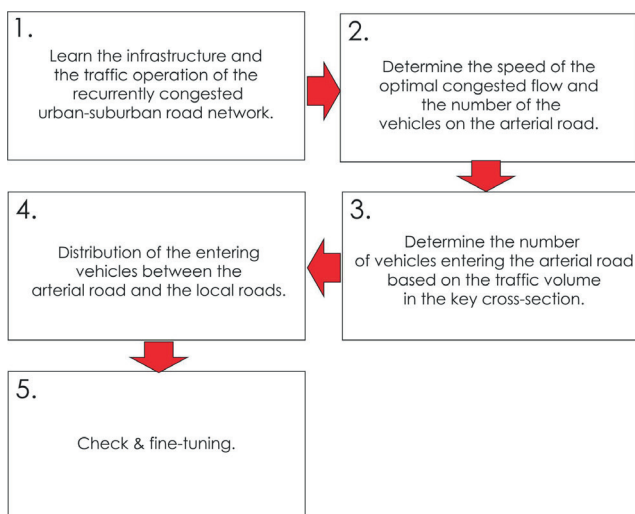 1.
Learn the infrastructure and
the traffic operation of the
recurrently congested
urban-suburban road network.
2.
Determine the speed of the
optimal congested flow and
the number of the
vehicles on the arterial road.
3.
Determine the number
of vehicles entering the arterial road
based on the traffic volume
in the key cross-section.
4.
Distribution of the entering
vehicles between the
arterial road and the local roads.
5.
Check & fine-tuning.